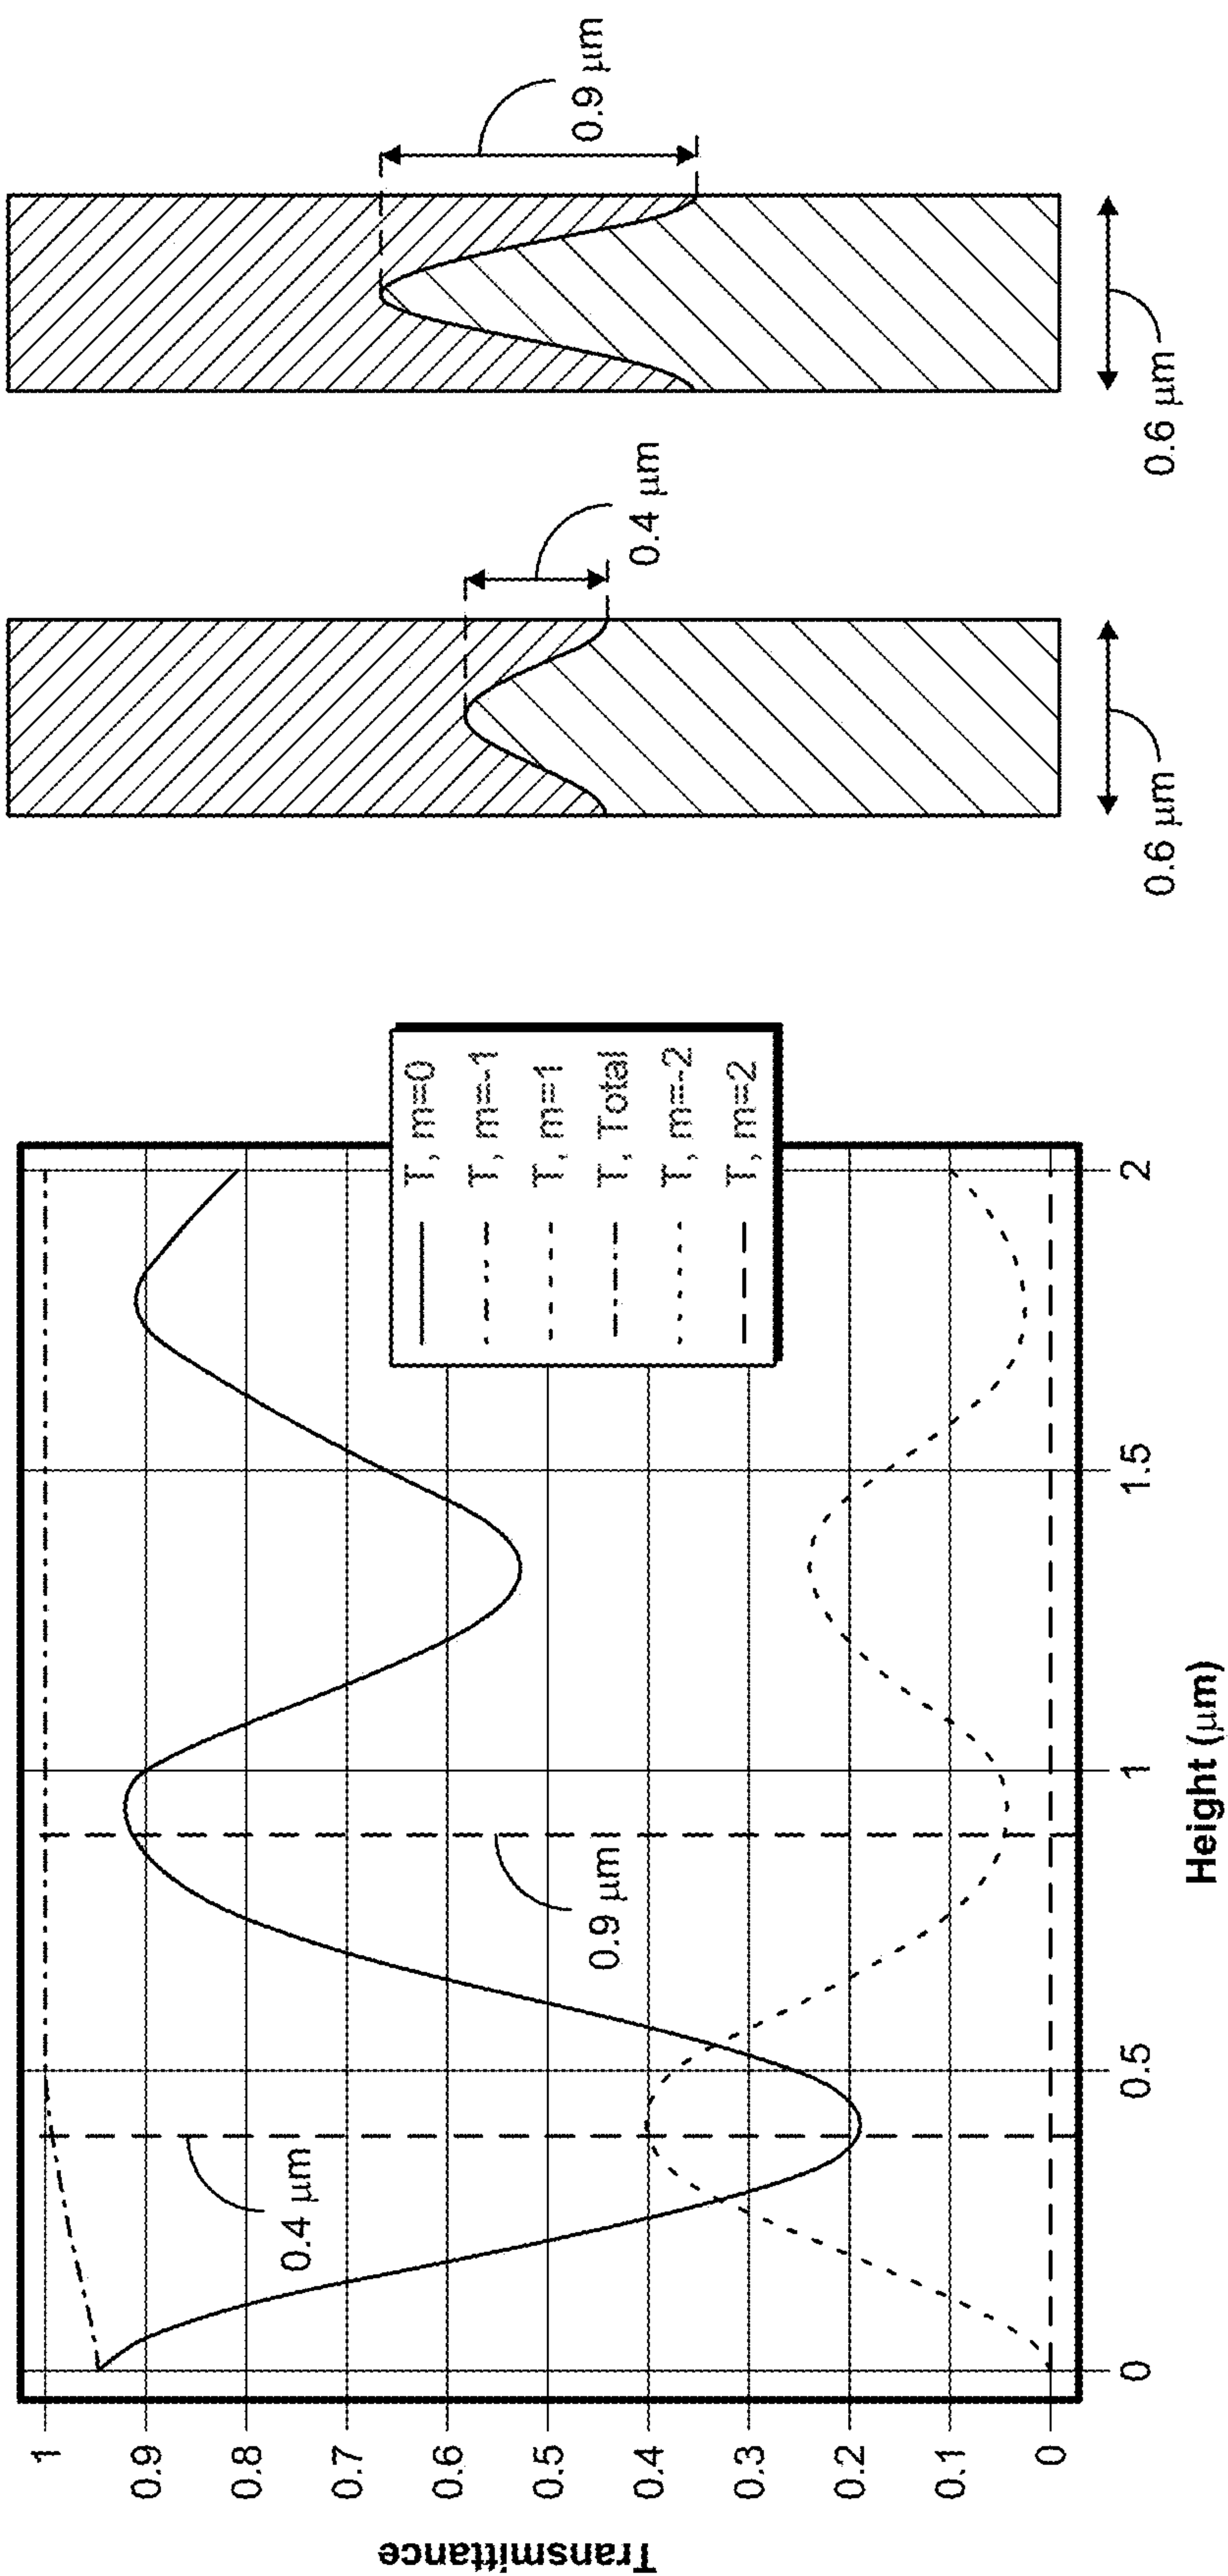 Transmittance
1
0.9
0.8
0.7
0.6
0.5
0.4
0.3
0.2
0.1
0
0
0.5
1
1.5
2
Height (μm)
0.4 μm
0.9 μm
T, m=0
T, m=-1
T, m=1
T, Total
T, m=-2
T, m=2
0.4 μm
0.6 μm
0.9 μm
0.6 μm